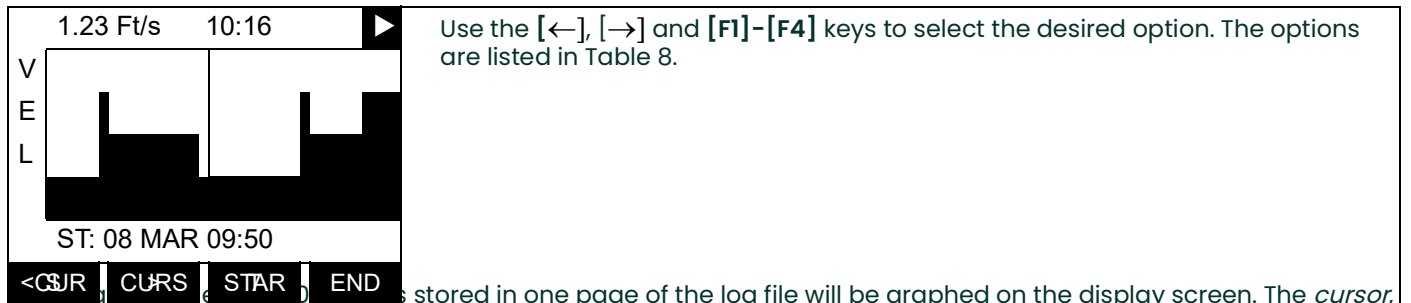 1.23 Ft/s 10:16
Use the [←], [→] and [F1]-[F4] keys to select the desired option. The options
are listed in Table 8.
V
E
L
ST: 08 MAR 09:50
END
stored in one page of the log file will be graphed on the display screen. The cursor,